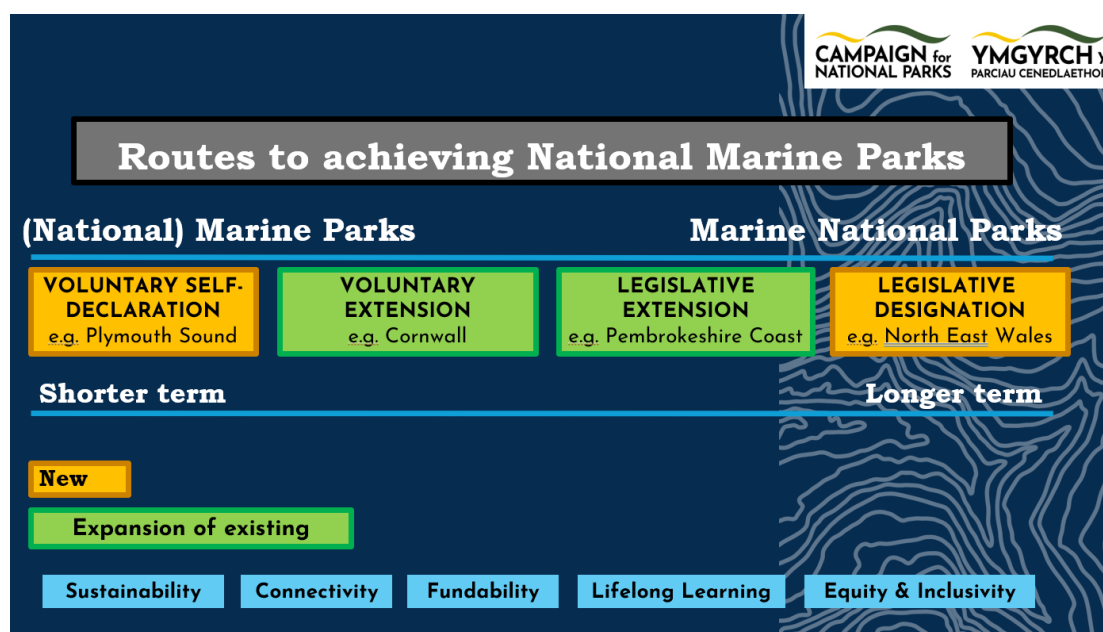 CAMPAIGN for
NATIONAL PARKS
YMGYRCH y
PARCIAU CENEDLAETHOL
Routes to achieving National Marine Parks
(National) Marine Parks
Marine National Parks
VOLUNTARY SELF-
DECLARATION
e.g. Plymouth Sound
VOLUNTARY
EXTENSION
e.g. Cornwall
LEGISLATIVE
EXTENSION
e.g. Pembrokeshire Coast
LEGISLATIVE
DESIGNATION
e.g. North East Wales
Shorter term
Longer term
New
Expansion of existing
Sustainability
Connectivity
Fundability
Lifelong Learning
Equity & Inclusivity